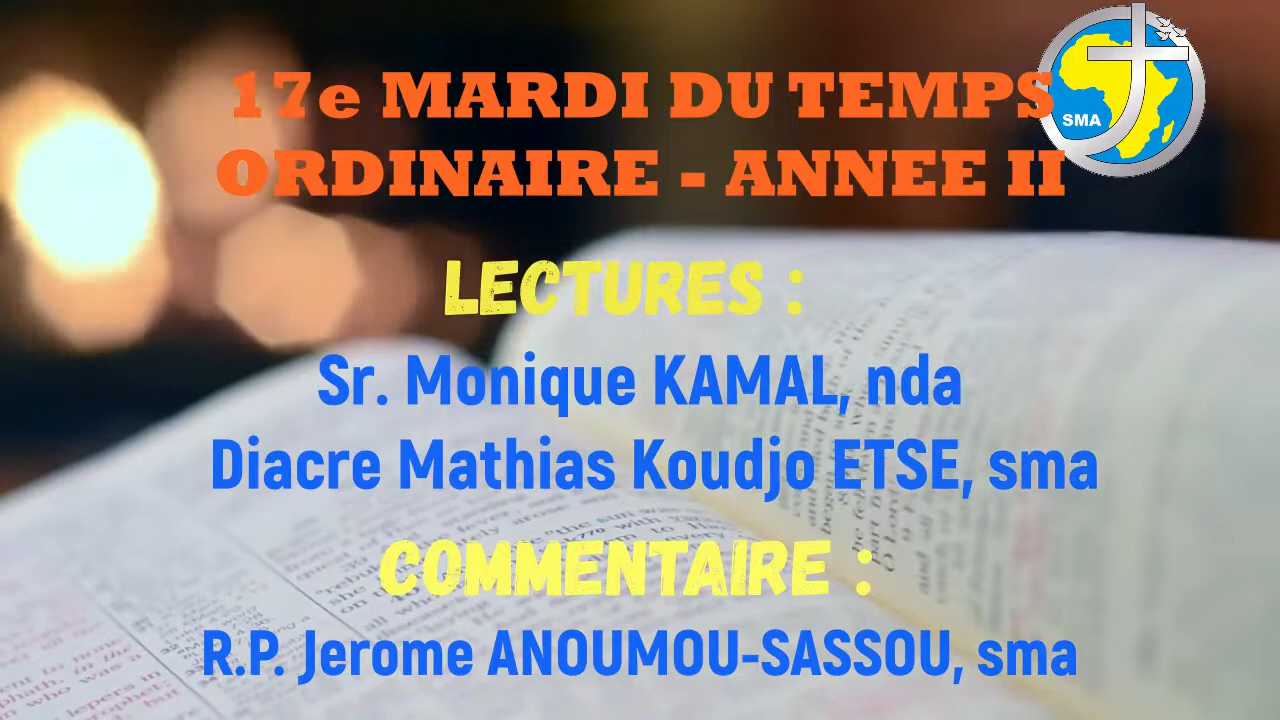 17e MARDI DU TEMPS
ORDINAIRE - ANNEE II
SMA
LECTURES :
Sr. Monique KAMAL, nda
Diacre Mathias Koudjo ETSE, sma
COMMENTAIRE :
R.P. Jerome ANOUMOU-SASSOU, sma